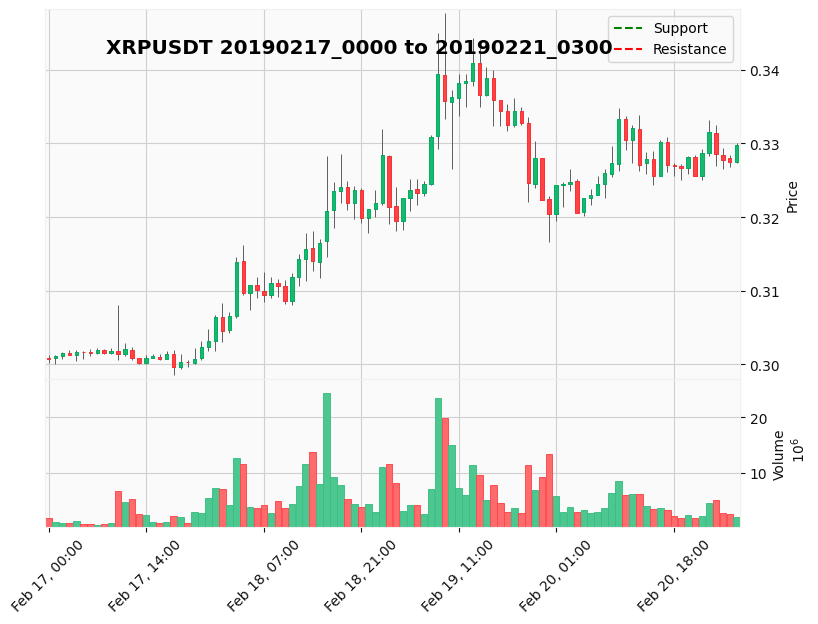 XRPUSDT 20190217_0000 to 20190221_0300
Support
Resistance
0.34
0.33
0.32
0.31
0.30
Price
20
10
Volume
10^6
Feb 17, 00:00
Feb 17, 14:00
Feb 18, 07:00
Feb 18, 21:00
Feb 19, 11:00
Feb 20, 01:00
Feb 20, 18:00